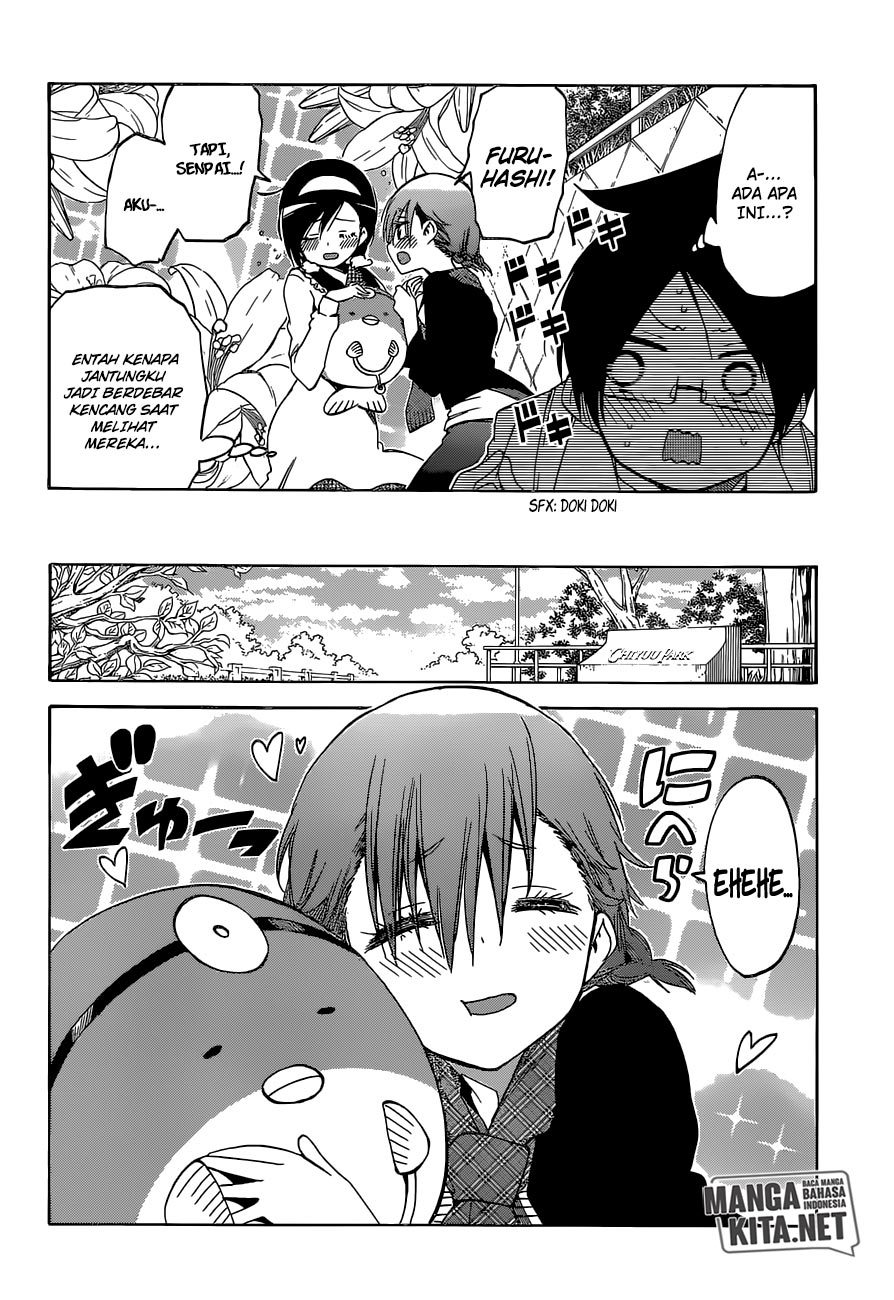 A-...
ADA APA
INI...?
ドキ
ドキ
ドキ
ドキ
FURU-
HASHI!
TAPI,
SENPAI...!
AKU-...
ENTAH KENAPA
JANTUNGKU
JADI BERDEBAR
KENCANG SAAT
MELIHAT
MEREKA...
SFX: DOKI DOKI
CHIYUU PARK
にへら
EHEHE...
ぎゅーっ
MANGA
KITA.NET
BACA MANGA
BAHASA
INDONESIA